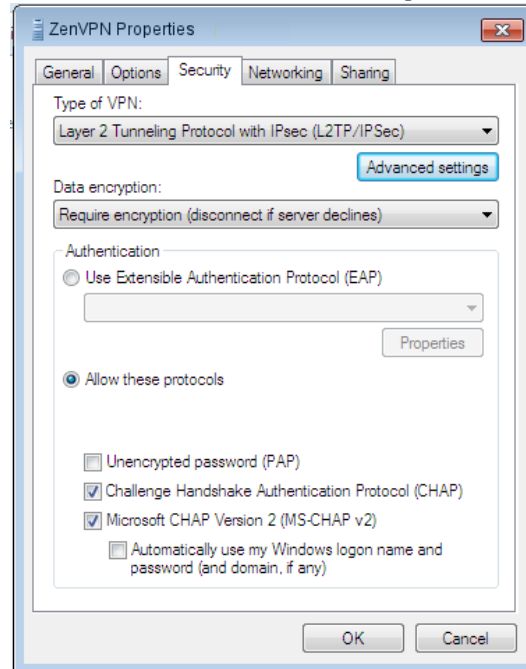 ZenVPN Properties
General Options Security Networking Sharing
Type of VPN:
Layer 2 Tunneling Protocol with IPsec (L2TP/IPSec)
Advanced settings
Data encryption:
Require encryption (disconnect if server declines)
Authentication
Use Extensible Authentication Protocol (EAP)
Properties
Allow these protocols
Unencrypted password (PAP)
Challenge Handshake Authentication Protocol (CHAP)
Microsoft CHAP Version 2 (MS-CHAP v2)
Automatically use my Windows logon name and
password (and domain, if any)
OK Cancel